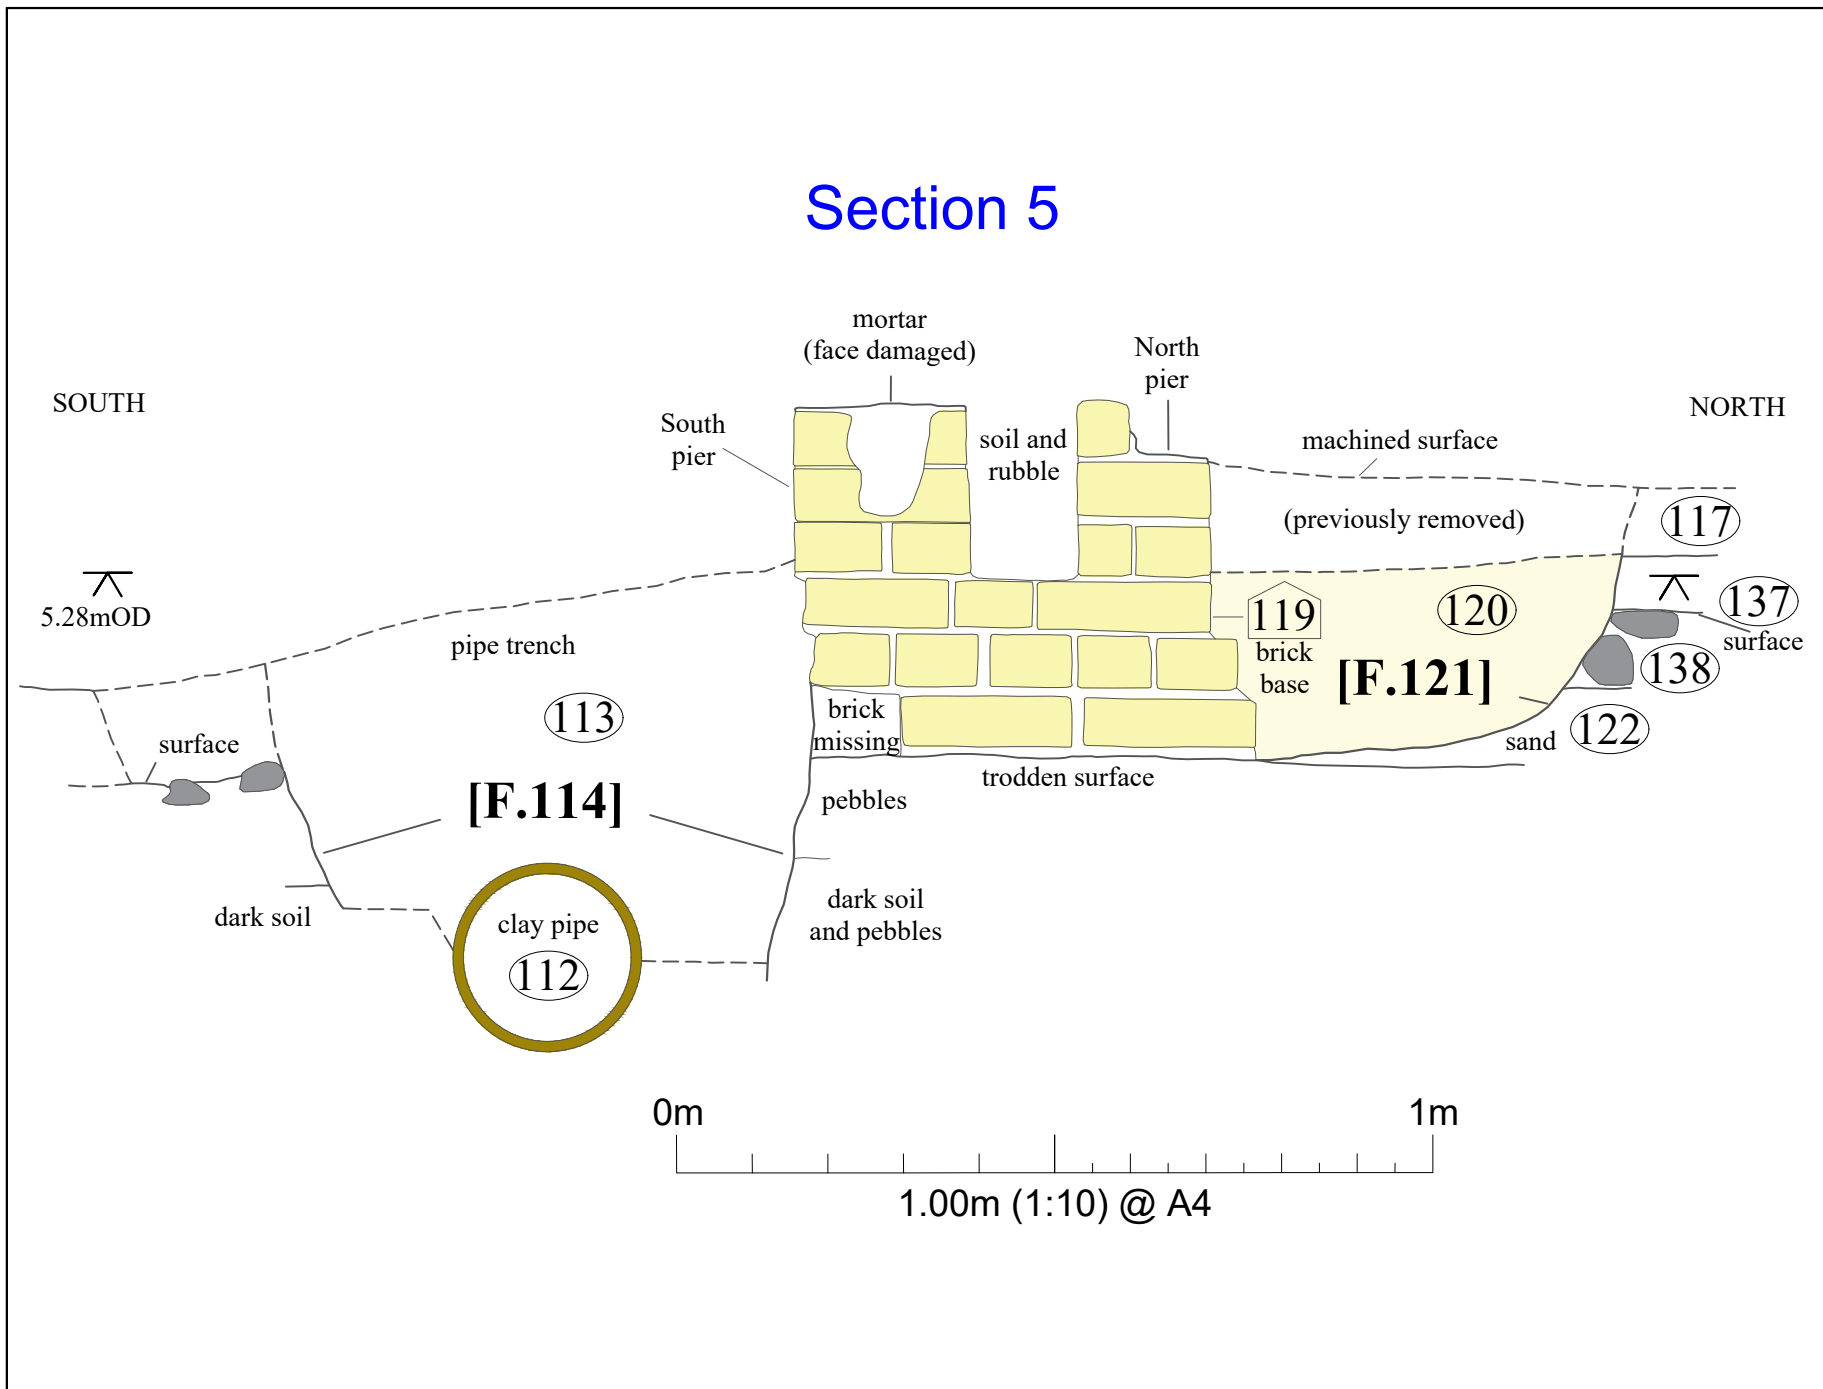 Section 5
mortar
(face damaged)
North
pier
SOUTH
NORTH
South
pier
soil and
rubble
machined surface
(previously removed)
117
5.28mOD
pipe trench
119
brick
base
120
137
surface
[F.121]
138
113
brick
missing
122
sand
surface
trodden surface
[F.114]
pebbles
dark soil
clay pipe
112
dark soil
and pebbles
0m
1m
1.00m (1:10) @ A4